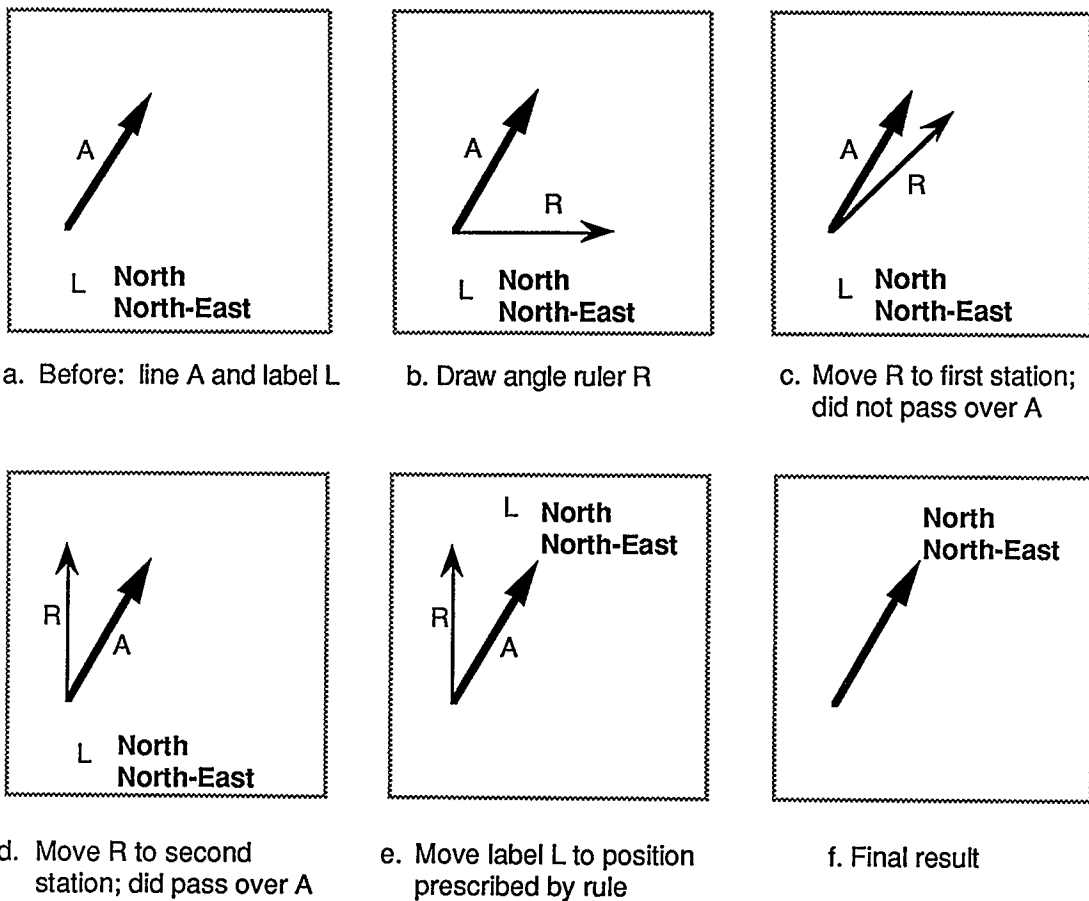 A
L North
North-East
a. Before: line A and label L
A
R
L North
North-East
b. Draw angle ruler R
A
R
L North
North-East
c. Move R to first station;
did not pass over A
R
A
L North
North-East
d. Move R to second
station; did pass over A
L North
North-East
R
A
e. Move label L to position
prescribed by rule
North
North-East
f. Final result